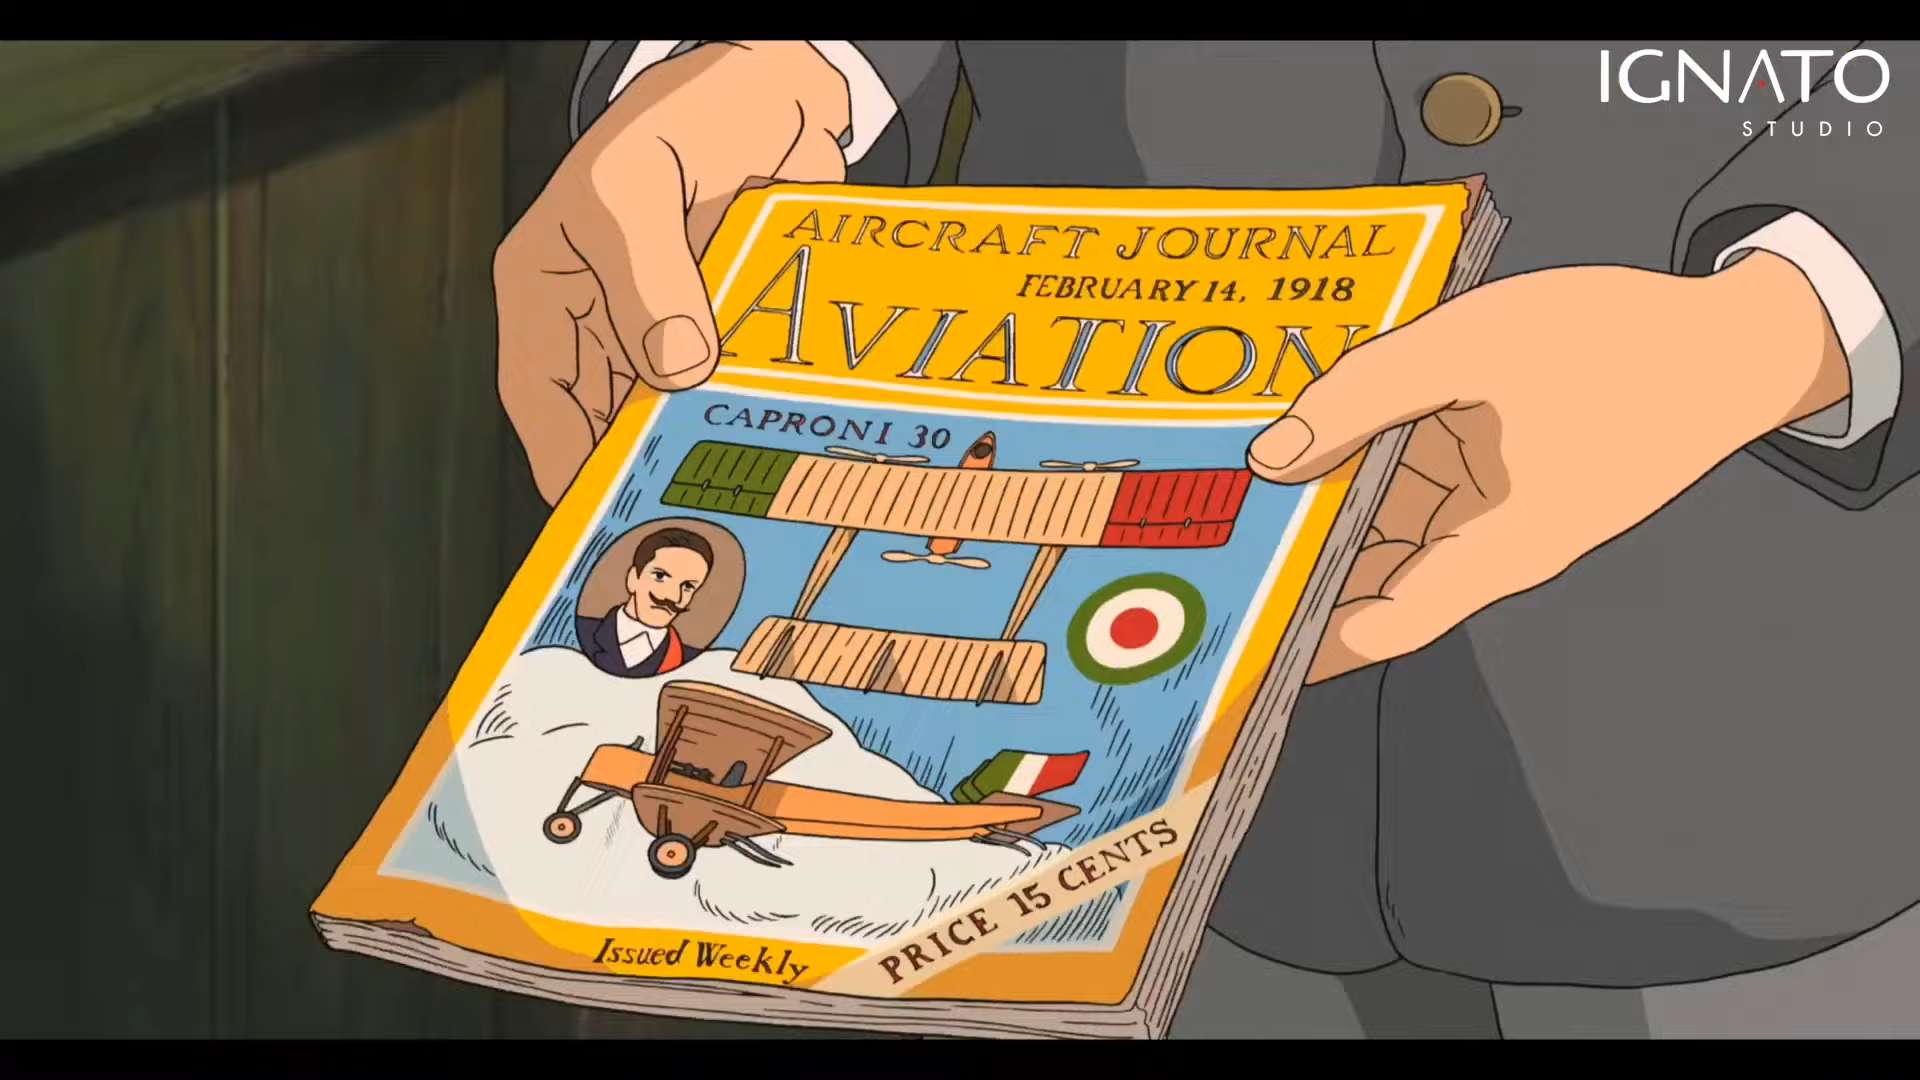 IGNATO
STUDIO
AIRCRAFT JOURNAL
FEBRUARY 14, 1918
AVIATION
CAPRONI 30
PRICE 15 CENTS
Issued Weekly